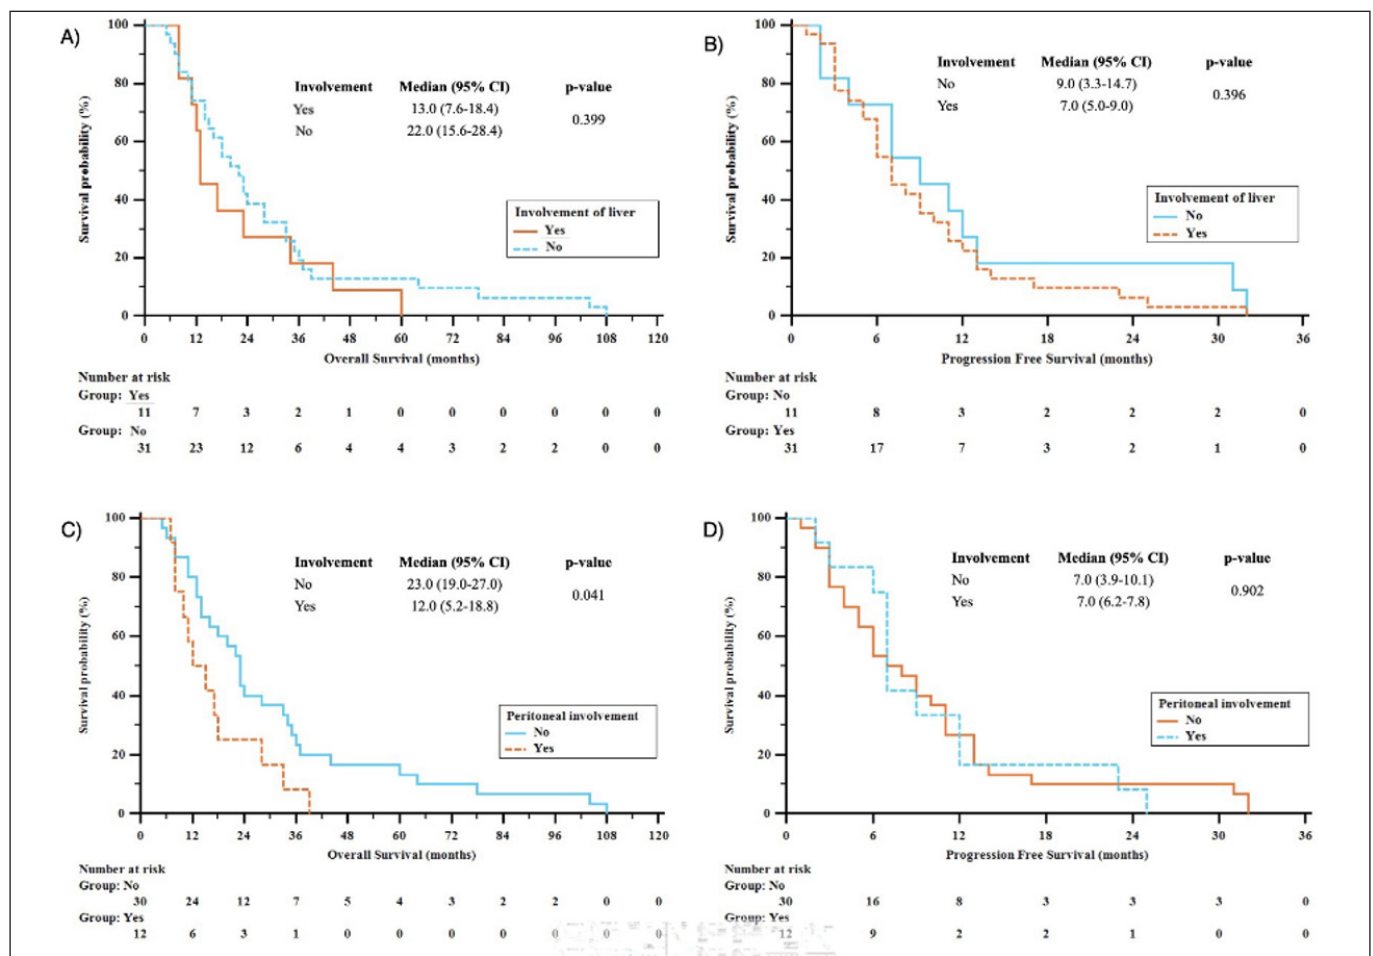 A)
Survival probability (%)
100
80
60
40
20
0
Involvement Median (95% CI) p-value
Yes 13.0 (7.6-18.4)
0.399
No 22.0 (15.6-28.4)
Involvement of liver
Yes
No
0 12 24 36 48 60 72 84 96 108 120
Overall Survival (months)
Number at risk
Group: Yes
11 7 3 2 1 0 0 0 0 0 0
Group: No
31 23 12 6 4 4 3 2 2 0 0
B)
Survival probability (%)
100
80
60
40
20
0
Involvement Median (95% CI) p-value
No 9.0 (3.3-14.7)
0.396
Yes 7.0 (5.0-9.0)
Involvement of liver
No
Yes
0 6 12 18 24 30 36
Progression Free Survival (months)
Number at risk
Group: No
11 8 3 2 2 2 0
Group: Yes
31 17 7 3 2 1 0
C)
Survival probability (%)
100
80
60
40
20
0
Involvement Median (95% CI) p-value
No 23.0 (19.0-27.0)
0.041
Yes 12.0 (5.2-18.8)
Peritoneal involvement
No
Yes
0 12 24 36 48 60 72 84 96 108 120
Overall Survival (months)
Number at risk
Group: No
30 24 12 7 5 4 3 2 2 0 0
Group: Yes
12 6 3 1 0 0 0 0 0 0 0
D)
Survival probability (%)
100
80
60
40
20
0
Involvement Median (95% CI) p-value
No 7.0 (3.9-10.1)
0.902
Yes 7.0 (6.2-7.8)
Peritoneal involvement
No
Yes
0 6 12 18 24 30 36
Progression Free Survival (months)
Number at risk
Group: No
30 16 8 3 3 3 0
Group: Yes
12 9 2 2 1 0 0